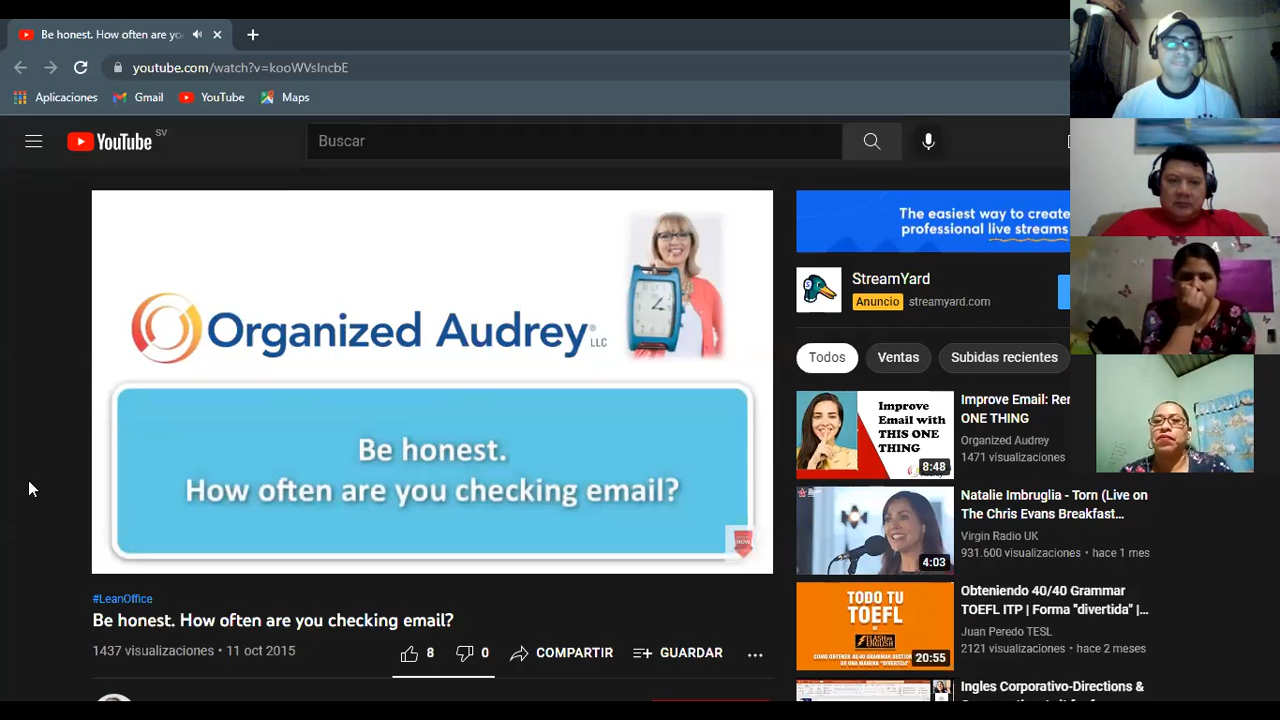 Be honest. How often are yo
youtube.com/watch?v=kooWVsIncbE
Aplicaciones
Gmail
YouTube
Maps
YouTube SV
Buscar
Organized Audrey® LLC
Be honest.
How often are you checking email?
#LeanOffice
Be honest. How often are you checking email?
1437 visualizaciones • 11 oct 2015
8
0
COMPARTIR
GUARDAR
The easiest way to create
professional live streams
StreamYard
Anuncio streamyard.com
Todos
Ventas
Subidas recientes
Improve
Email with
THIS ONE
THING
8:48
Improve Email:
ONE THING
Organized Audrey
1471 visualizaciones
4:03
Natalie Imbruglia - Torn (Live on
The Chris Evans Breakfast…
Virgin Radio UK
931.600 visualizaciones • hace 1 mes
TODO TU
TOEFL
20:55
Obteniendo 40/40 Grammar
TOEFL ITP | Forma "divertida" |…
Juan Peredo TESL
2121 visualizaciones • hace 2 meses
Ingles Corporativo-Directions &